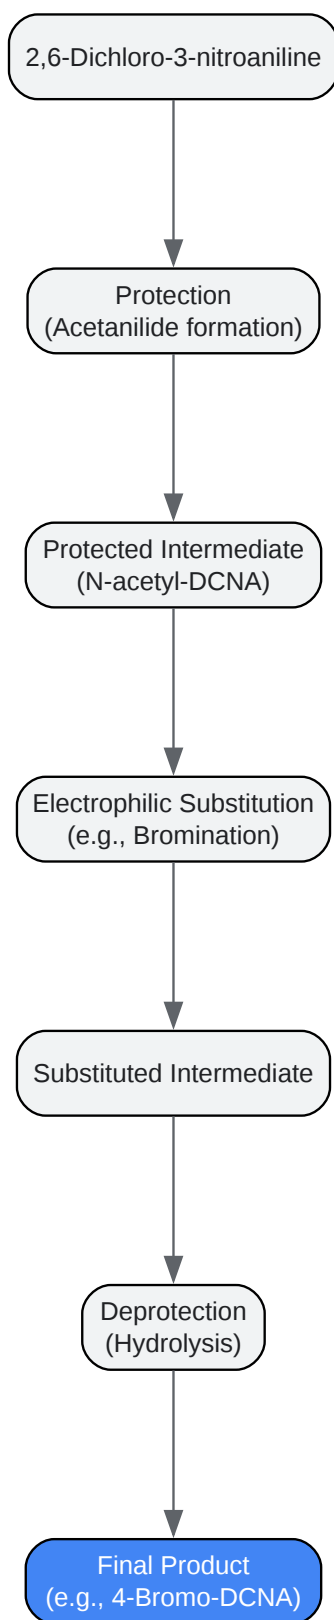 2,6-Dichloro-3-nitroaniline
Protection
(Acetanilide formation)
Protected Intermediate
(N-acetyl-DCNA)
Electrophilic Substitution
(e.g., Bromination)
Substituted Intermediate
Deprotection
(Hydrolysis)
Final Product
(e.g., 4-Bromo-DCNA)